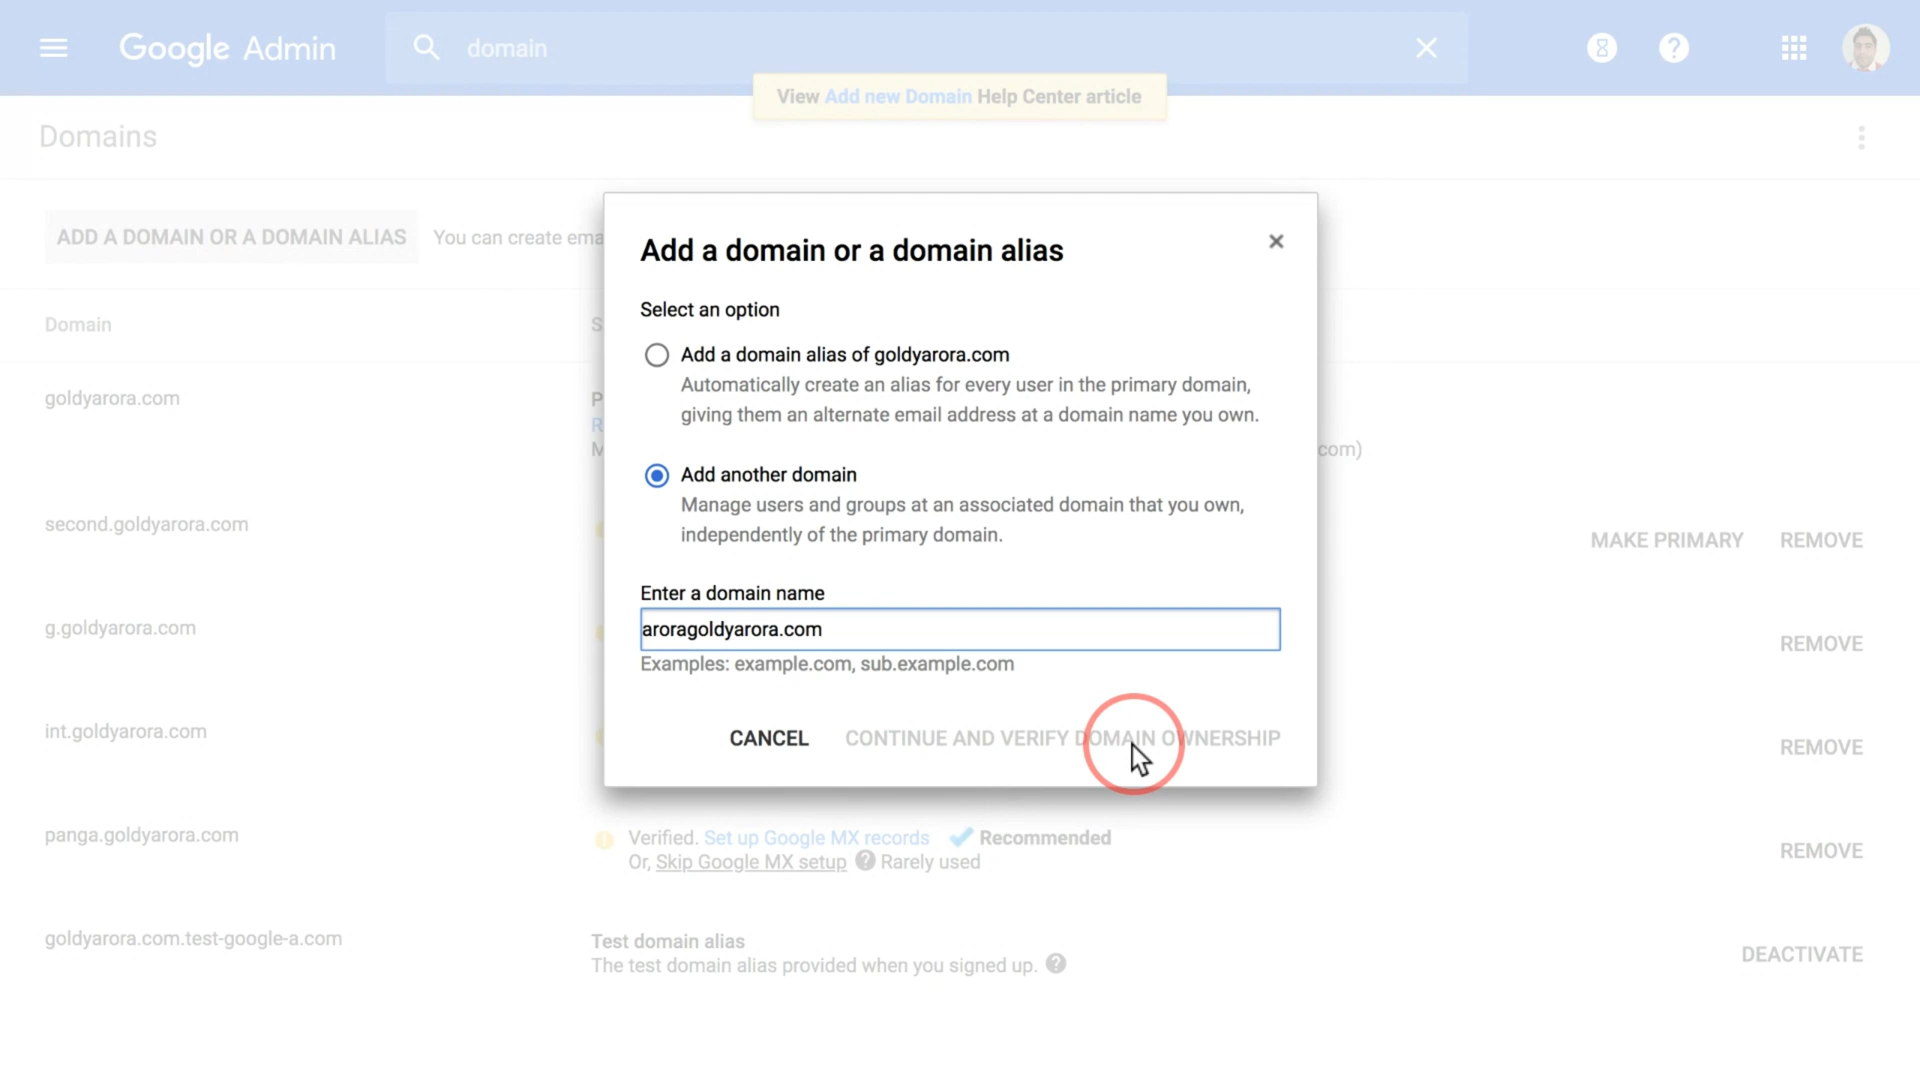 Google Admin
domain
View Add new Domain Help Center article
Domains
ADD A DOMAIN OR A DOMAIN ALIAS
You can create ema
Add a domain or a domain alias
Select an option
Add a domain alias of goldyarora.com
Automatically create an alias for every user in the primary domain,
giving them an alternate email address at a domain name you own.
Add another domain
Manage users and groups at an associated domain that you own,
independently of the primary domain.
Enter a domain name
aroragoldyarora.com
Examples: example.com, sub.example.com
CANCEL
CONTINUE AND VERIFY DOMAIN OWNERSHIP
Domain
S
goldyarora.com
P
R
M
com)
second.goldyarora.com
MAKE PRIMARY
REMOVE
g.goldyarora.com
REMOVE
int.goldyarora.com
REMOVE
panga.goldyarora.com
Verified. Set up Google MX records
Recommended
Or, Skip Google MX setup
Rarely used
REMOVE
goldyarora.com.test-google-a.com
Test domain alias
The test domain alias provided when you signed up.
DEACTIVATE